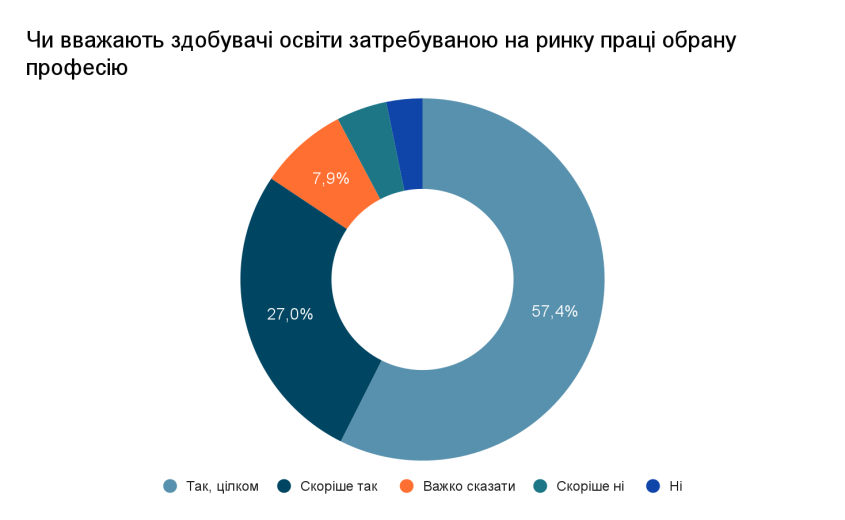 Чи вважають здобувачі освіти затребуваною на ринку праці обрану
професію
7,9%
27,0%
57,4%
Так, цілком Скоріше так Важко сказати Скоріше ні Ні